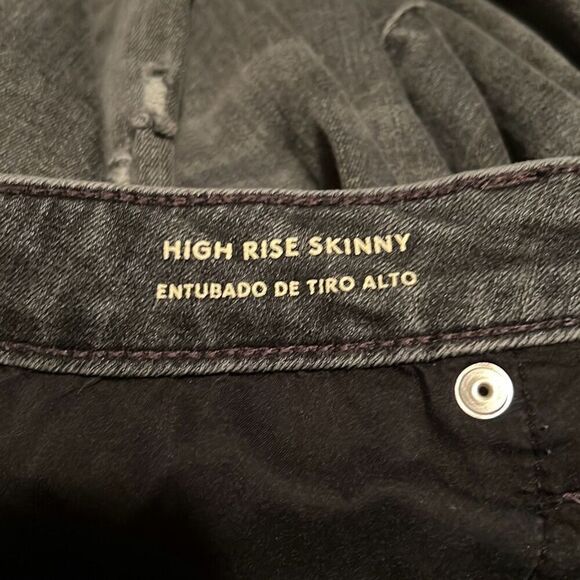 HIGH RISE SKINNY
ENTUBADO DE TIRO ALTO